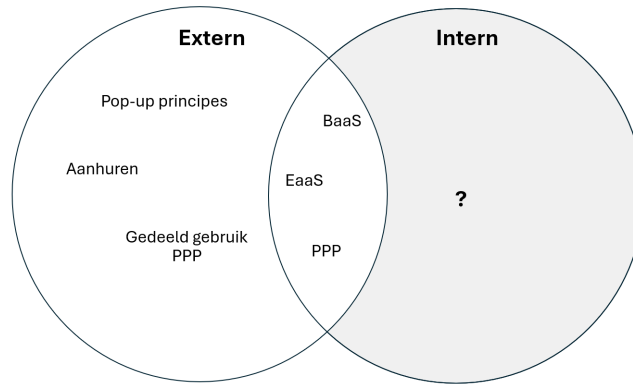 Extern
Intern
Pop-up principes
BaaS
Aanhuren
EaaS
?
Gedeeld gebruik
PPP
PPP